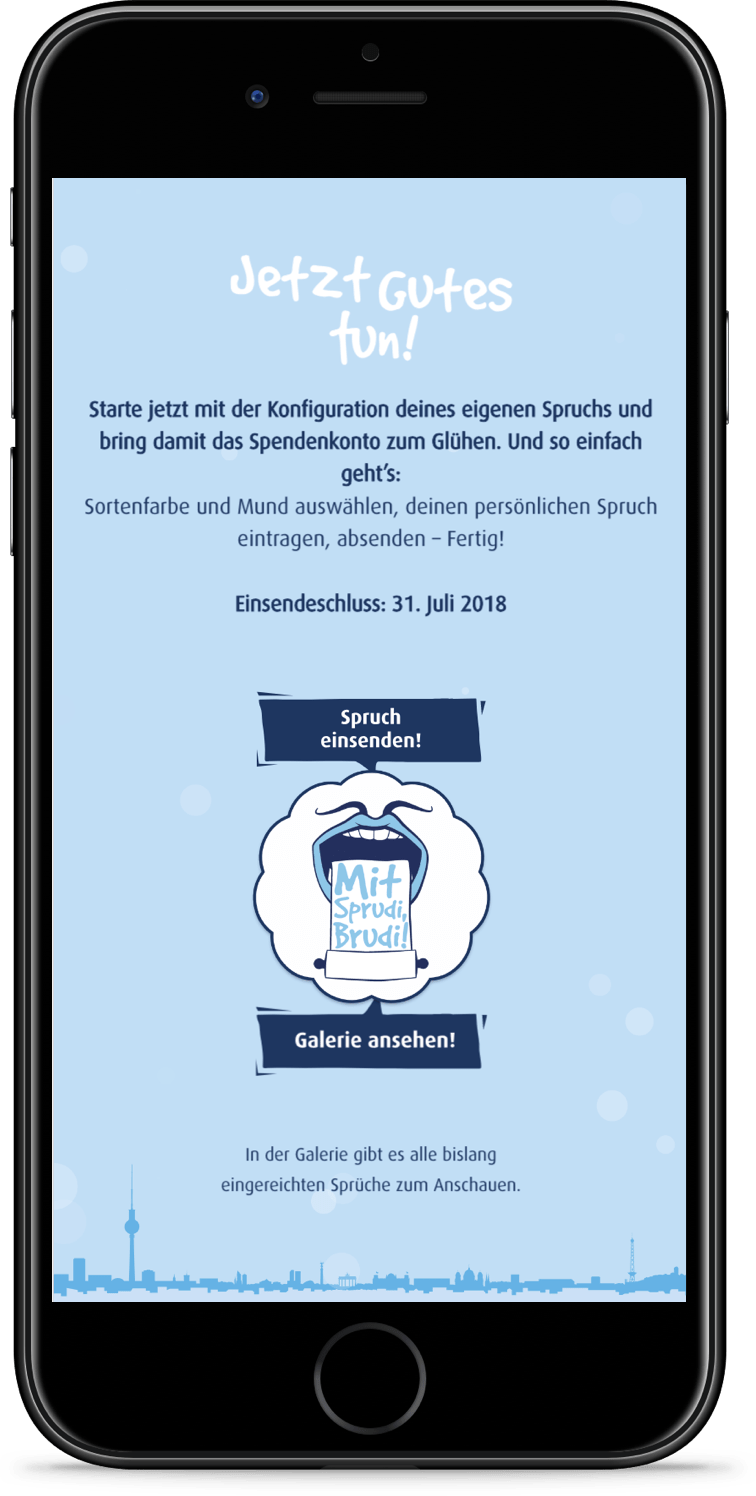 Jetzt Gutes
tun!
Starte jetzt mit der Konfiguration deines eigenen Spruchs und
bring damit das Spendenkonto zum Glühen. Und so einfach
geht’s:
Sortenfarbe und Mund auswählen, deinen persönlichen Spruch
eintragen, absenden – Fertig!
Einsendeschluss: 31. Juli 2018
Spruch
einsenden!
Mit
Sprudi,
Brudi!
Galerie ansehen!
In der Galerie gibt es alle bislang
eingereichten Sprüche zum Anschauen.